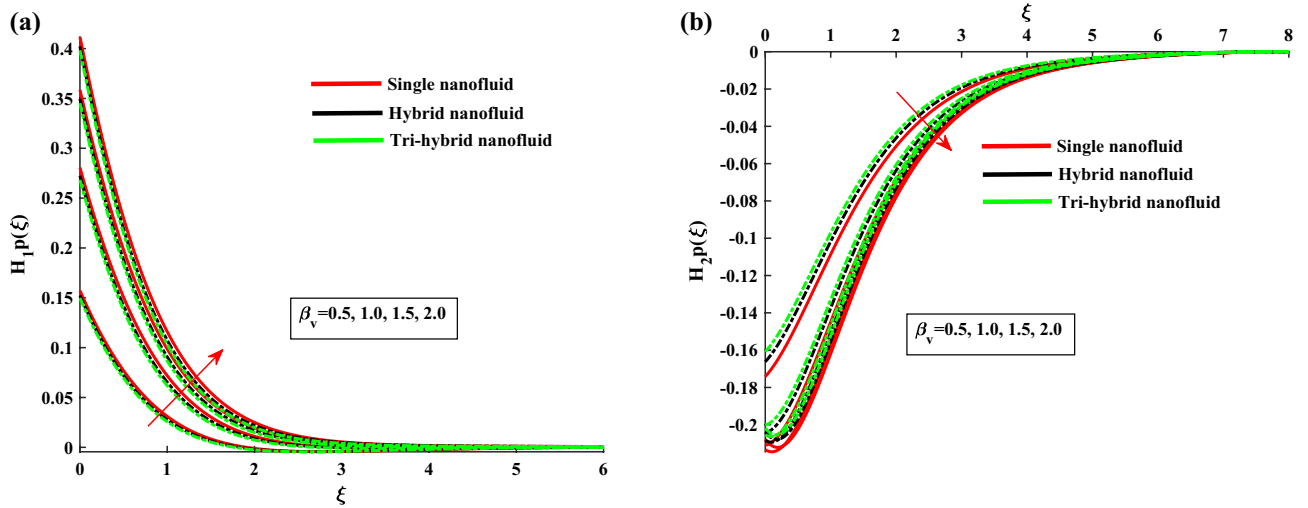 (a)
0.4
0.35
0.3
0.25
0.2
0.15
0.1
0.05
0
H₁p(ξ)
Single nanofluid
Hybrid nanofluid
Tri-hybrid nanofluid
βᵥ=0.5, 1.0, 1.5, 2.0
0 1 2 3 4 5 6
ξ
(b)
ξ
0 1 2 3 4 5 6 7 8
0
-0.02
-0.04
-0.06
-0.08
-0.1
-0.12
-0.14
-0.16
-0.18
-0.2
H₂p(ξ)
Single nanofluid
Hybrid nanofluid
Tri-hybrid nanofluid
βᵥ=0.5, 1.0, 1.5, 2.0